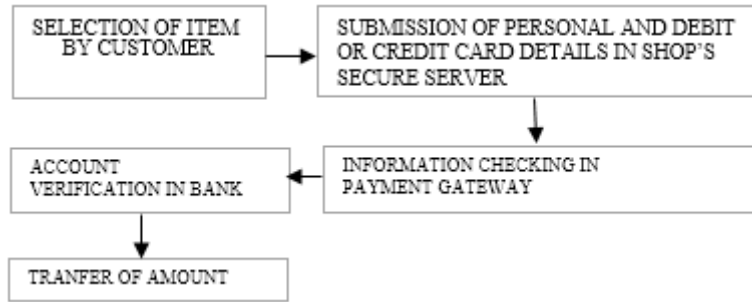 SELECTION OF ITEM
BY CUSTOMER
SUBMISSION OF PERSONAL AND DEBIT
OR CREDIT CARD DETAILS IN SHOP'S
SECURE SERVER
INFORMATION CHECKING IN
PAYMENT GATEWAY
ACCOUNT
VERIFICATION IN BANK
TRANFER OF AMOUNT